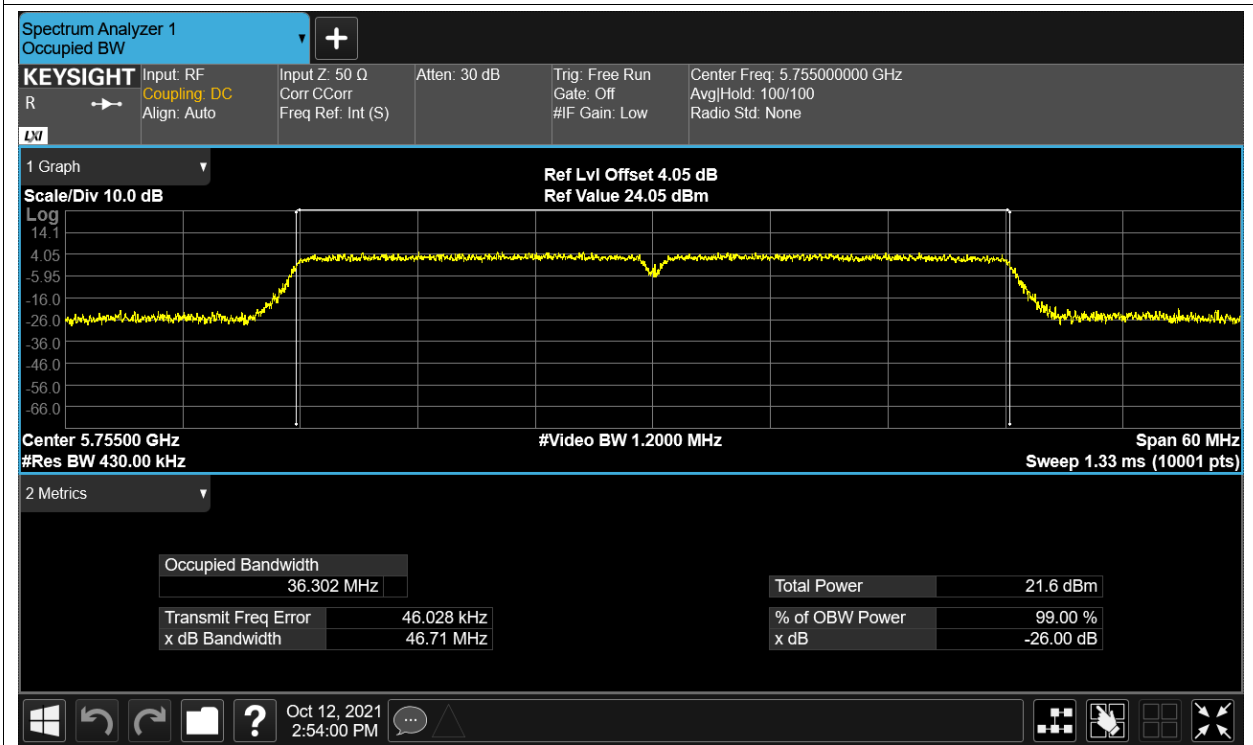 Spectrum Analyzer 1
Occupied BW
KEYSIGHT
R
LXI
Input: RF
Coupling: DC
Align: Auto
Input Z: 50 Ω
Corr CCorr
Freq Ref: Int (S)
Atten: 30 dB
Trig: Free Run
Gate: Off
#IF Gain: Low
Center Freq: 5.755000000 GHz
Avg|Hold: 100/100
Radio Std: None
1 Graph
Scale/Div 10.0 dB
Ref Lvl Offset 4.05 dB
Ref Value 24.05 dBm
Log
14.1
4.05
-5.95
-16.0
-26.0
-36.0
-46.0
-56.0
-66.0
Center 5.75500 GHz
#Video BW 1.2000 MHz
Span 60 MHz
#Res BW 430.00 kHz
Sweep 1.33 ms (10001 pts)
2 Metrics
Occupied Bandwidth
36.302 MHz
Transmit Freq Error 46.028 kHz
x dB Bandwidth 46.71 MHz
Total Power 21.6 dBm
% of OBW Power 99.00 %
x dB -26.00 dB
?
Oct 12, 2021
2:54:00 PM